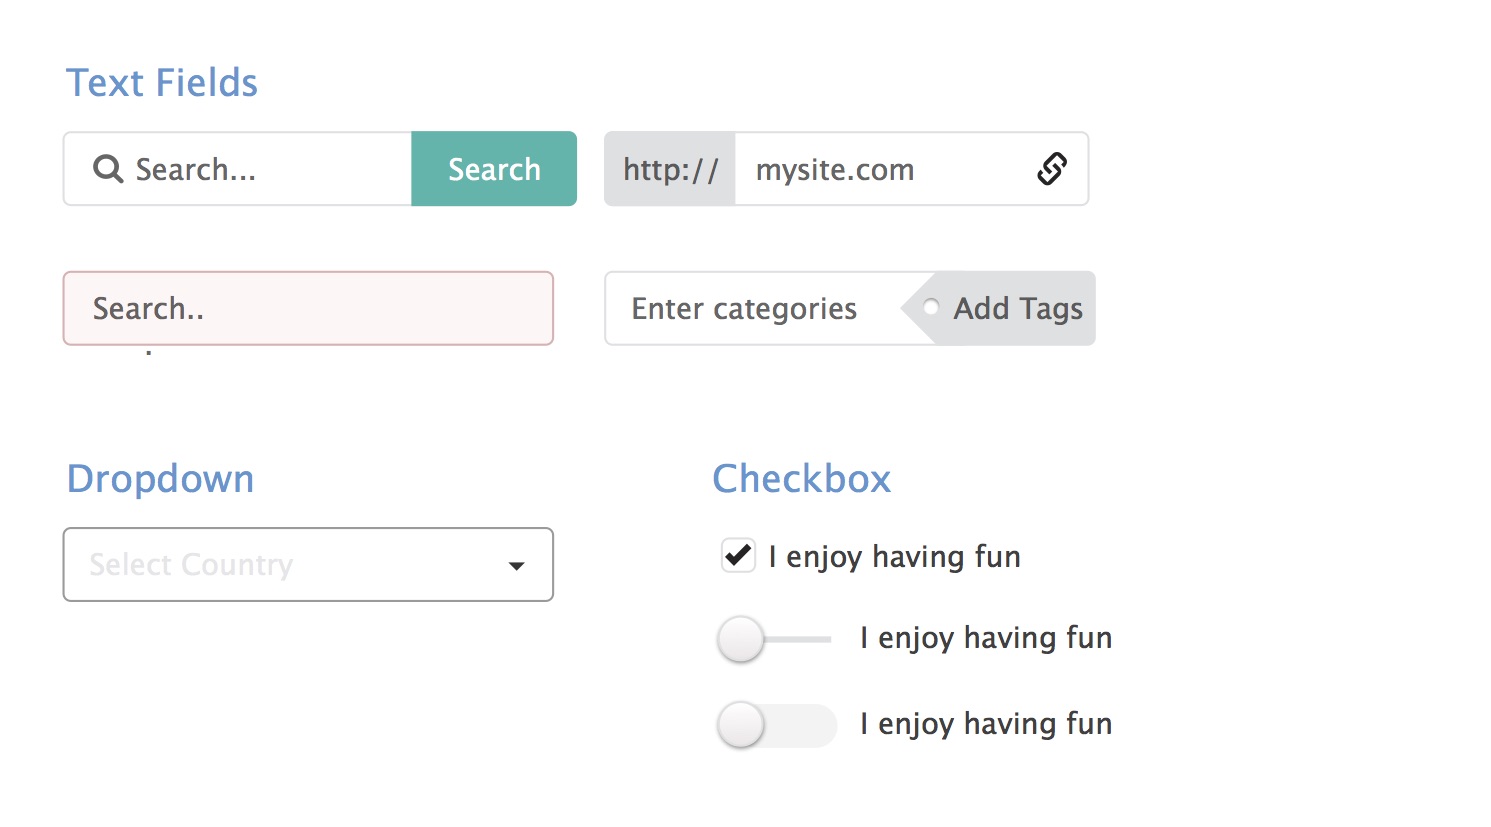 Text Fields
Search... Search http:// mysite.com
Search.. Enter categories Add Tags
Dropdown Checkbox
Select Country
I enjoy having fun
I enjoy having fun
I enjoy having fun